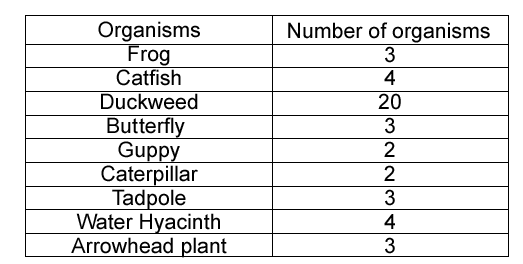 Organisms Number of organisms
Frog 3
Catfish 4
Duckweed 20
Butterfly 3
Guppy 2
Caterpillar 2
Tadpole 3
Water Hyacinth 4
Arrowhead plant 3